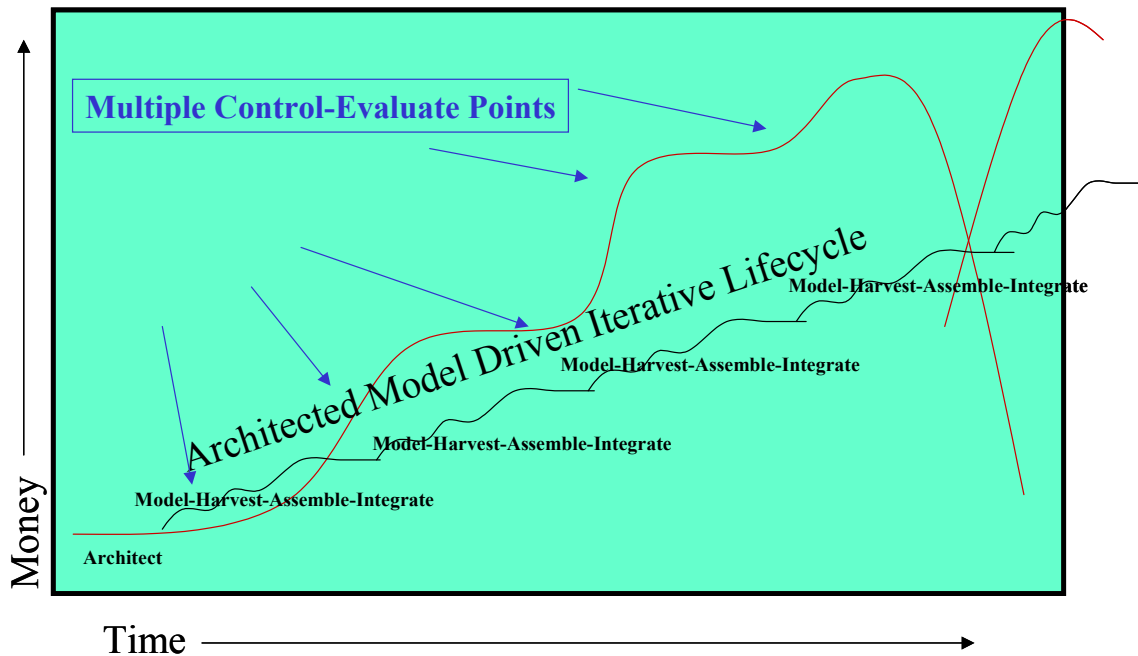 Multiple Control-Evaluate Points
Architected Model Driven Iterative Lifecycle
Model-Harvest-Assemble-Integrate
Model-Harvest-Assemble-Integrate
Model-Harvest-Assemble-Integrate
Model-Harvest-Assemble-Integrate
Architect
Money
Time